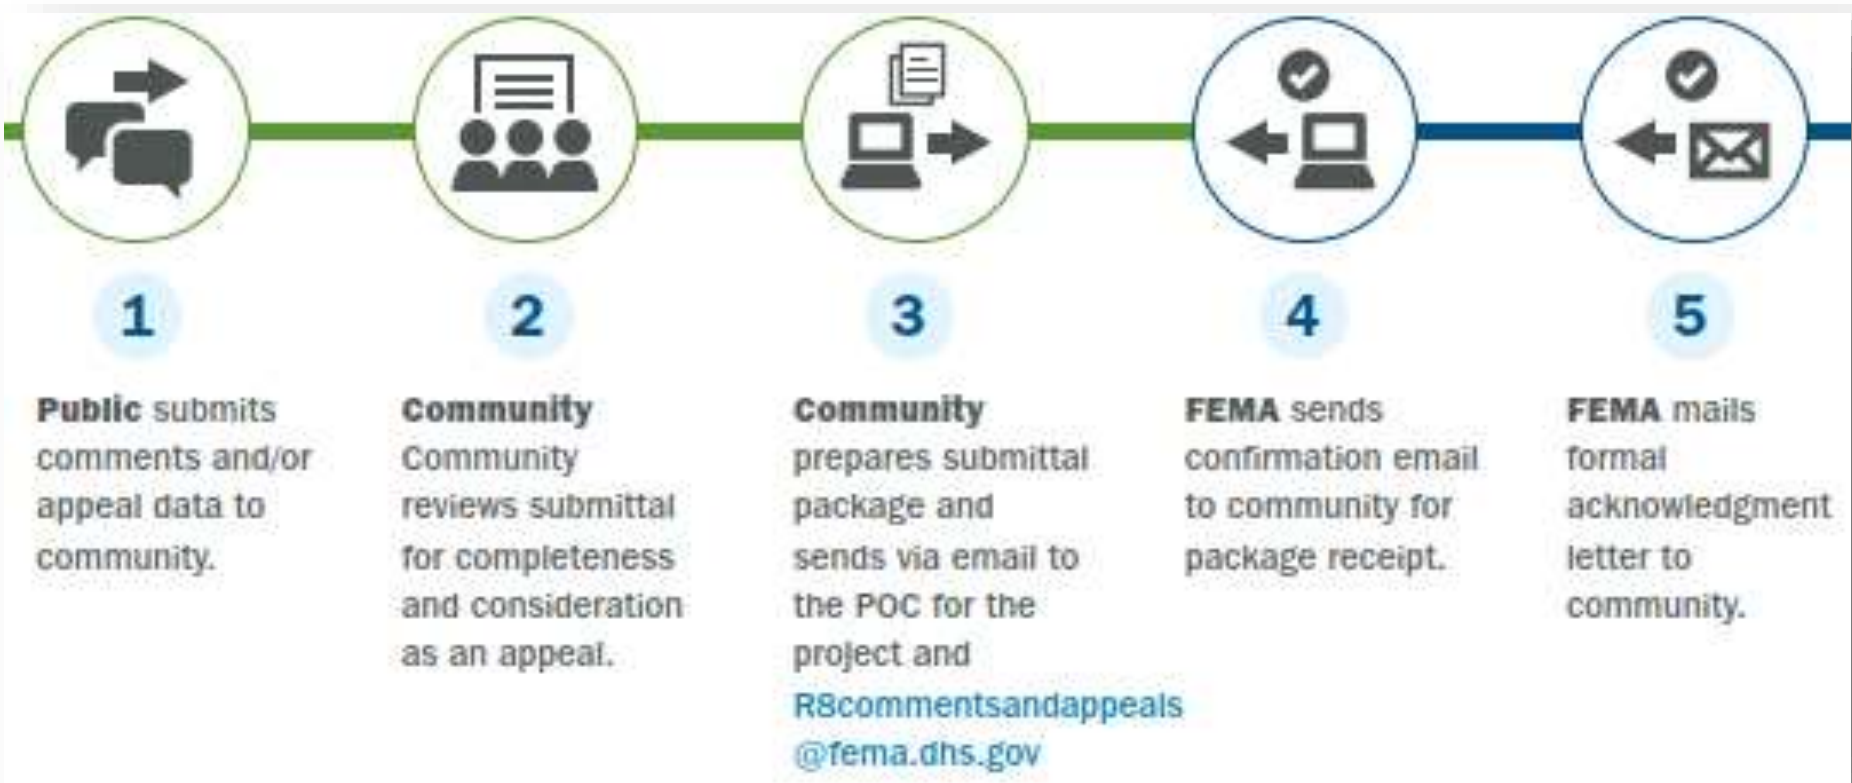 1
Public submits
comments and/or
appeal data to
community.
2
Community
Community
reviews submittal
for completeness
and consideration
as an appeal.
3
Community
prepares submittal
package and
sends via email to
the POC for the
project and
R8commentsandappeals
@fema.dhs.gov
4
FEMA sends
confirmation email
to community for
package receipt.
5
FEMA mails
formal
acknowledgment
letter to
community.